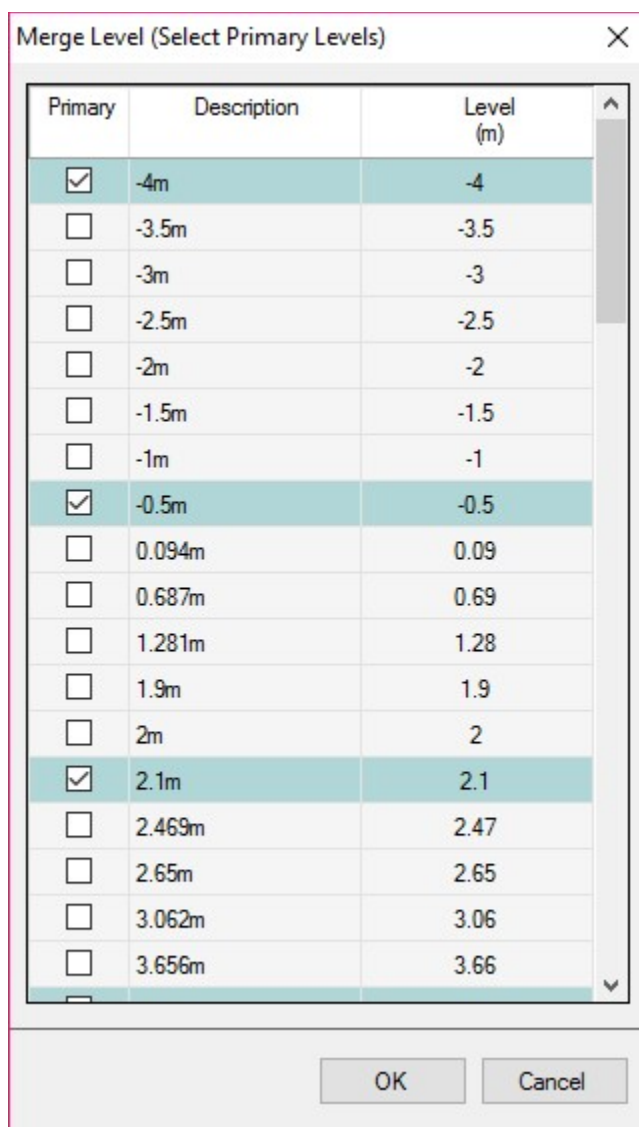 Merge Level (Select Primary Levels)
Primary Description Level
(m)
-4m -4
-3.5m -3.5
-3m -3
-2.5m -2.5
-2m -2
-1.5m -1.5
-1m -1
-0.5m -0.5
0.094m 0.09
0.687m 0.69
1.281m 1.28
1.9m 1.9
2m 2
2.1m 2.1
2.469m 2.47
2.65m 2.65
3.062m 3.06
3.656m 3.66
OK Cancel